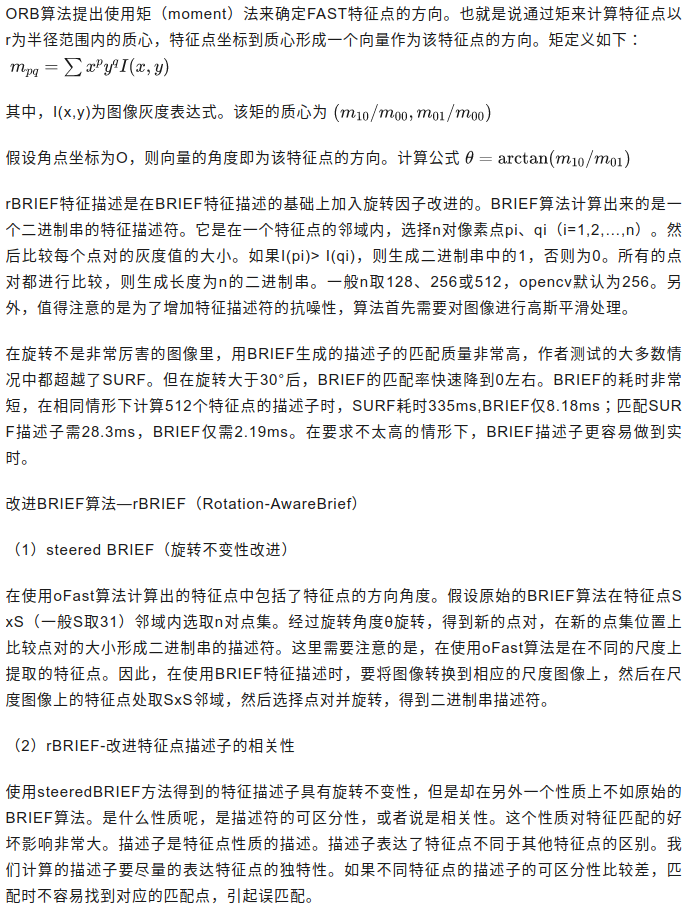 ORB算法提出使用矩（moment）法来确定FAST特征点的方向。也就是说通过矩来计算特征点以
r为半径范围内的质心，特征点坐标到质心形成一个向量作为该特征点的方向。矩定义如下：
m_{pq} = ∑ x^p y^q I(x, y)
其中，I(x,y)为图像灰度表达式。该矩的质心为 (m_{10}/m_{00}, m_{01}/m_{00})
假设角点坐标为O，则向量的角度即为该特征点的方向。计算公式 θ = arctan(m_{10}/m_{01})
rBRIEF特征描述是在BRIEF特征描述的基础上加入旋转因子改进的。BRIEF算法计算出来的是一
个二进制串的特征描述符。它是在一个特征点的邻域内，选择n对像素点pi、qi（i=1,2,…,n）。然
后比较每个点对的灰度值的大小。如果I(pi)> I(qi)，则生成二进制串中的1，否则为0。所有的点
对都进行比较，则生成长度为n的二进制串。一般n取128、256或512，opencv默认为256。另
外，值得注意的是为了增加特征描述符的抗噪性，算法首先需要对图像进行高斯平滑处理。
在旋转不是非常厉害的图像里，用BRIEF生成的描述子的匹配质量非常高，作者测试的大多数情
况中都超越了SURF。但在旋转大于30°后，BRIEF的匹配率快速降到0左右。BRIEF的耗时非常
短，在相同情形下计算512个特征点的描述子时，SURF耗时335ms,BRIEF仅8.18ms；匹配SUR
F描述子需28.3ms，BRIEF仅需2.19ms。在要求不太高的情形下，BRIEF描述子更容易做到实
时。
改进BRIEF算法—rBRIEF（Rotation-AwareBrief）
（1）steered BRIEF（旋转不变性改进）
在使用oFast算法计算出的特征点中包括了特征点的方向角度。假设原始的BRIEF算法在特征点S
xS（一般S取31）邻域内选取n对点集。经过旋转角度θ旋转，得到新的点对，在新的点集位置上
比较点对的大小形成二进制串的描述符。这里需要注意的是，在使用oFast算法是在不同的尺度上
提取的特征点。因此，在使用BRIEF特征描述时，要将图像转换到相应的尺度图像上，然后在尺
度图像上的特征点处取SxS邻域，然后选择点对并旋转，得到二进制串描述符。
（2）rBRIEF-改进特征点描述子的相关性
使用steeredBRIEF方法得到的特征描述子具有旋转不变性，但是却在另外一个性质上不如原始的
BRIEF算法。是什么性质呢，是描述符的可区分性，或者说是相关性。这个性质对特征匹配的好
坏影响非常大。描述子是特征点性质的描述。描述子表达了特征点不同于其他特征点的区别。我
们计算的描述子要尽量的表达特征点的独特性。如果不同特征点的描述子的可区分性比较差，匹
配时不容易找到对应的匹配点，引起误匹配。